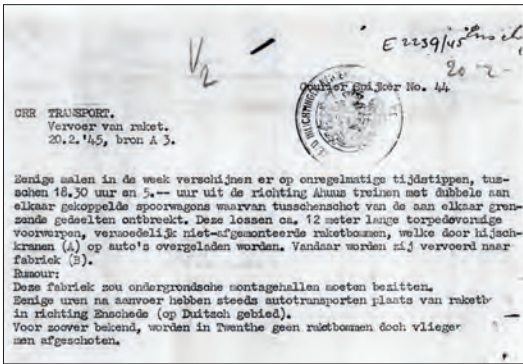 V2
E 2239/45
20-2-
Courier Spijker No. 44
CRR TRANSPORT.
Vervoer van raket.
20.2.'45, bron A 3.
Eenige malen in de week verschijnen er op onregelmatige tijdstippen, tus-
schen 18.30 uur en 5.-- uur uit de richting Ahaus treinen met dubbele aan
elkaar gekoppelde spoorwagons waarvan tusschenschot van de aan elkaar gren-
zende gedeelten ontbreekt. Deze lossen ca. 12 meter lange torpedovormige
voorwerpen, vermoedelijk niet-afgemonteerde raketbommen, welke door hijsch-
kranen (A) op auto's overgeladen worden. Vandaar worden zij vervoerd naar
fabriek (B).
Rumour:
Deze fabriek zou ondergrondsche montagehallen moeten bezitten.
Eenige uren na aanvoer hebben steeds autotransporten plaats van raketb
in richting Enschede (op Duitsch gebied).
Voor zoover bekend, worden in Twenthe geen raketbommen doch vlieger
men afgeschoten.